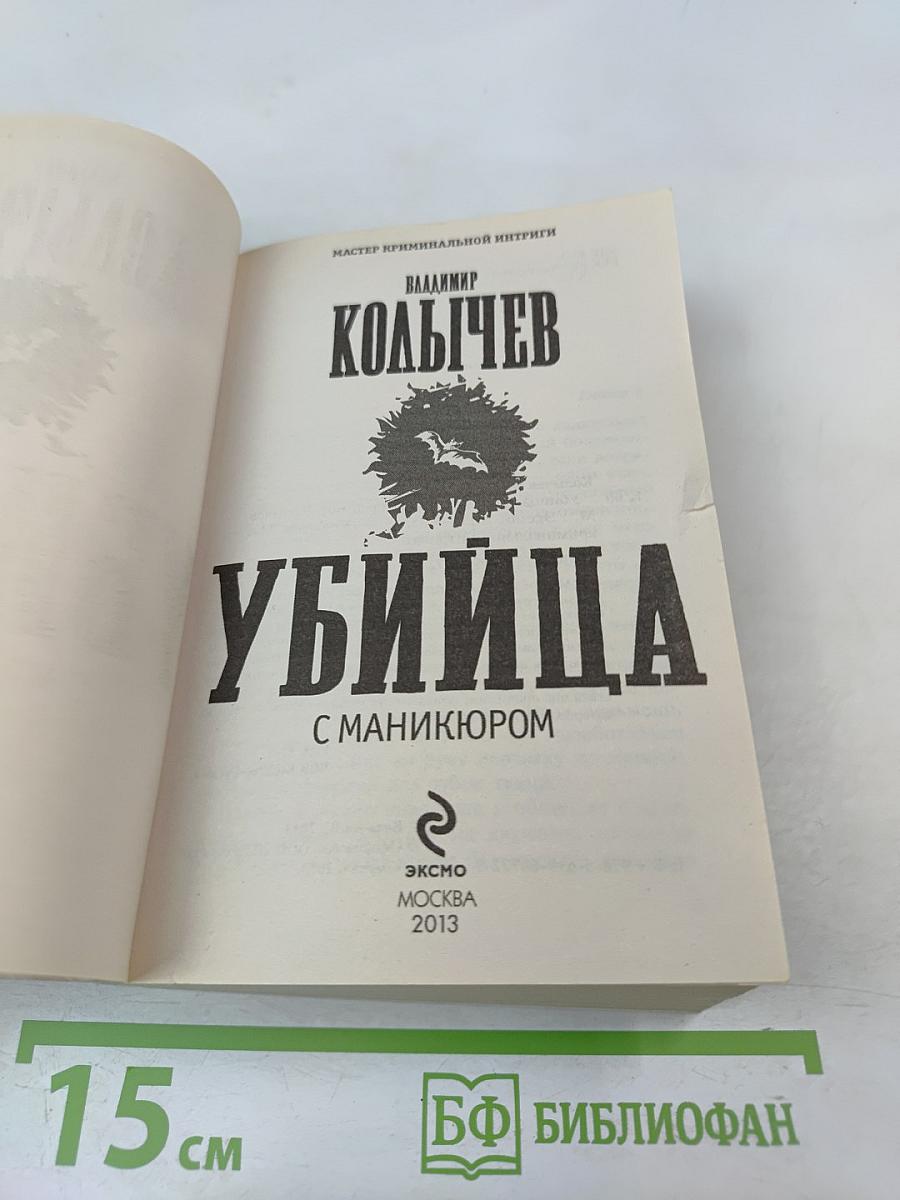 МАСТЕР КРИМИНАЛЬНОЙ ИНТРИГИ
ВЛАДИМИР
КОЛЫЧЕВ
УБИЙЦА
С МАНИКЮРОМ
ЭКСМО
МОСКВА
2013
15 см
БФ БИБЛИОФАН